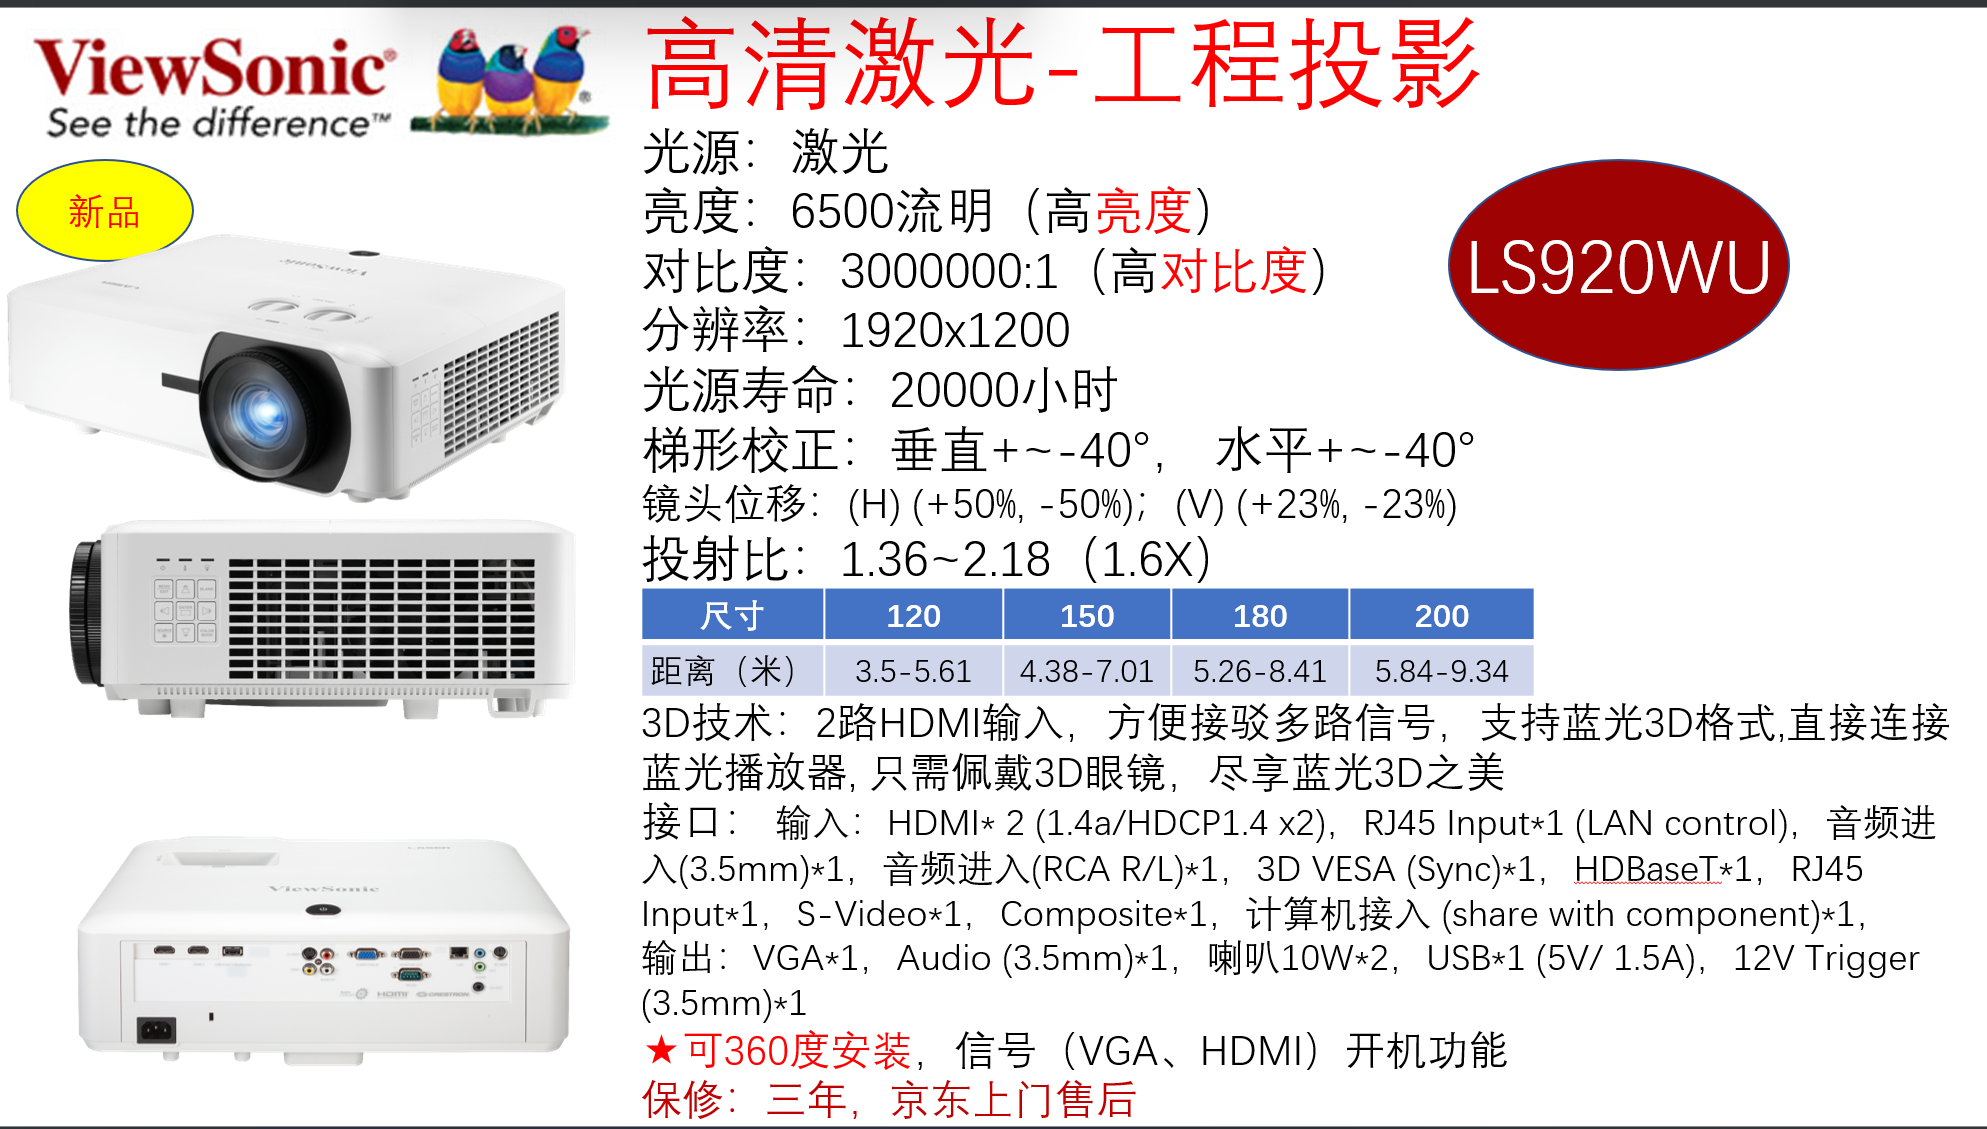 ViewSonic®
See the difference™
高清激光-工程投影
新品
LS920WU
光源：激光
亮度：6500流明（高亮度）
对比度：3000000:1（高对比度）
分辨率：1920x1200
光源寿命：20000小时
梯形校正：垂直+~-40°， 水平+~-40°
镜头位移：(H) (+50%, -50%)；(V) (+23%, -23%)
投射比：1.36~2.18（1.6X）
尺寸 120 150 180 200
距离（米） 3.5-5.61 4.38-7.01 5.26-8.41 5.84-9.34
3D技术：2路HDMI输入，方便接驳多路信号，支持蓝光3D格式,直接连接
蓝光播放器, 只需佩戴3D眼镜，尽享蓝光3D之美
接口： 输入：HDMI* 2 (1.4a/HDCP1.4 x2)，RJ45 Input*1 (LAN control)，音频进
入(3.5mm)*1，音频进入(RCA R/L)*1，3D VESA (Sync)*1，HDBaseT*1，RJ45
Input*1，S-Video*1，Composite*1，计算机接入 (share with component)*1，
输出：VGA*1，Audio (3.5mm)*1，喇叭10W*2，USB*1 (5V/ 1.5A)，12V Trigger
(3.5mm)*1
★可360度安装，信号（VGA、HDMI）开机功能
保修：三年，京东上门售后
ViewSonic
ViewSonic
HDMI
CRESTRON